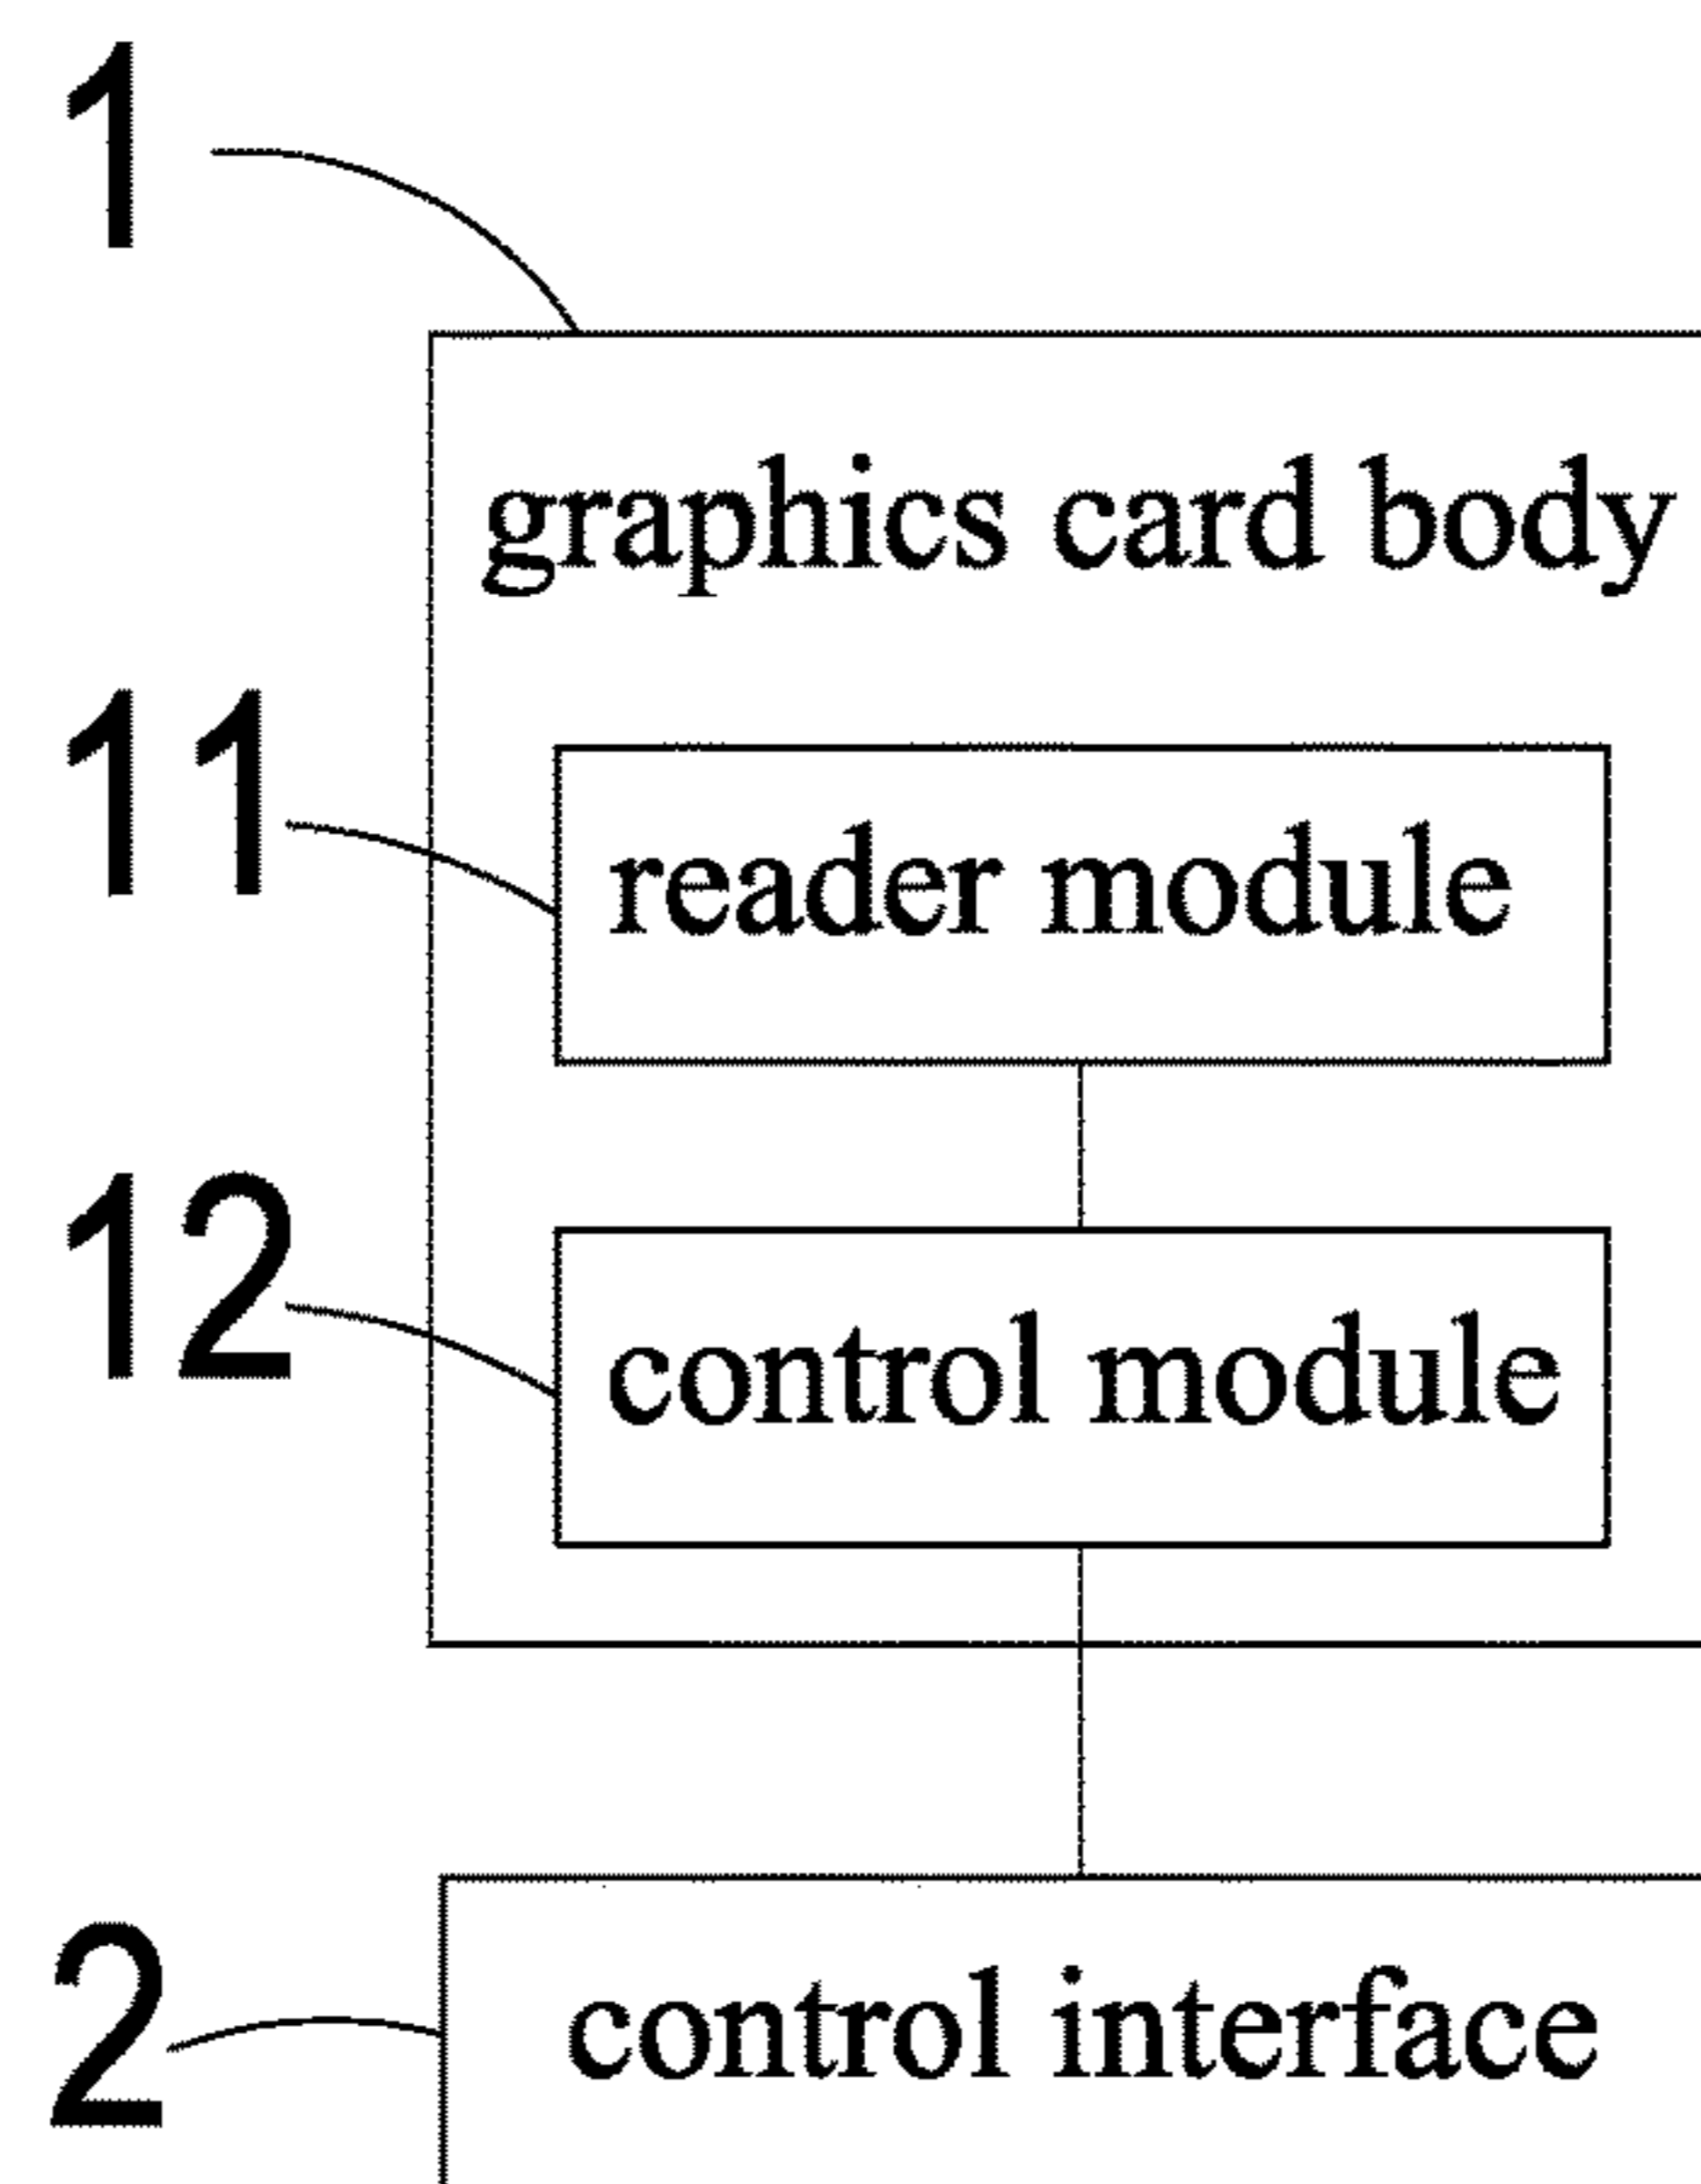 1
graphics card body
11
reader module
12
control module
2
control interface